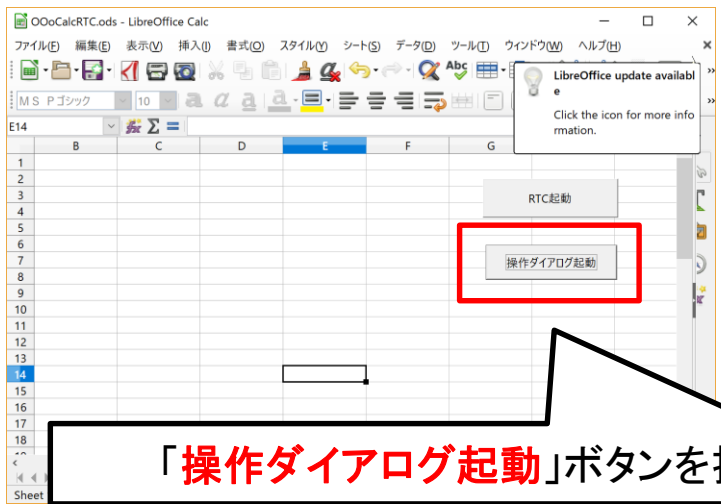 OOoCalcRTC.ods - LibreOffice Calc
ファイル(F) 編集(E) 表示(V) 挿入(I) 書式(O) スタイル(Y) シート(S) データ(D) ツール(T) ウィンドウ(W) ヘルプ(H)
LibreOffice update availabl
e
Click the icon for more info
rmation.
Abc
ＭＳ Ｐゴシック 10 a a a a
E14
B C D E F G
1
2
3 RTC起動
4
5
6
7 操作ダイアログ起動
8
9
10
11
12
13
14
15
16
17
18
「操作ダイアログ起動」ボタンを
Sheet